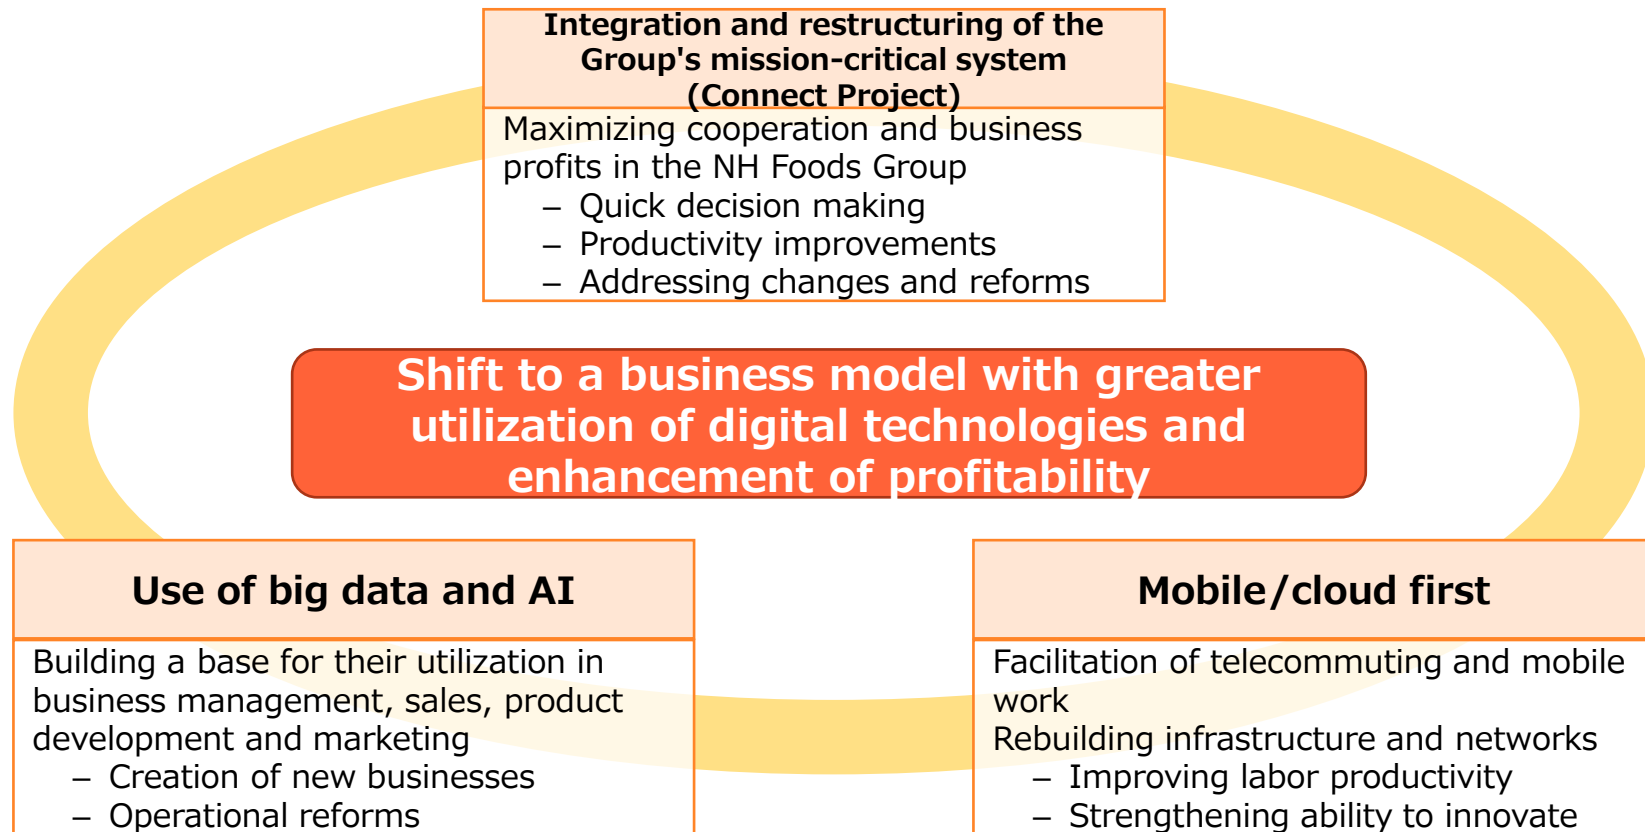 Integration and restructuring of the
Group's mission-critical system
(Connect Project)
Maximizing cooperation and business
profits in the NH Foods Group
– Quick decision making
– Productivity improvements
– Addressing changes and reforms
Shift to a business model with greater
utilization of digital technologies and
enhancement of profitability
Use of big data and AI
Building a base for their utilization in
business management, sales, product
development and marketing
– Creation of new businesses
– Operational reforms
Mobile/cloud first
Facilitation of telecommuting and mobile
work
Rebuilding infrastructure and networks
– Improving labor productivity
– Strengthening ability to innovate